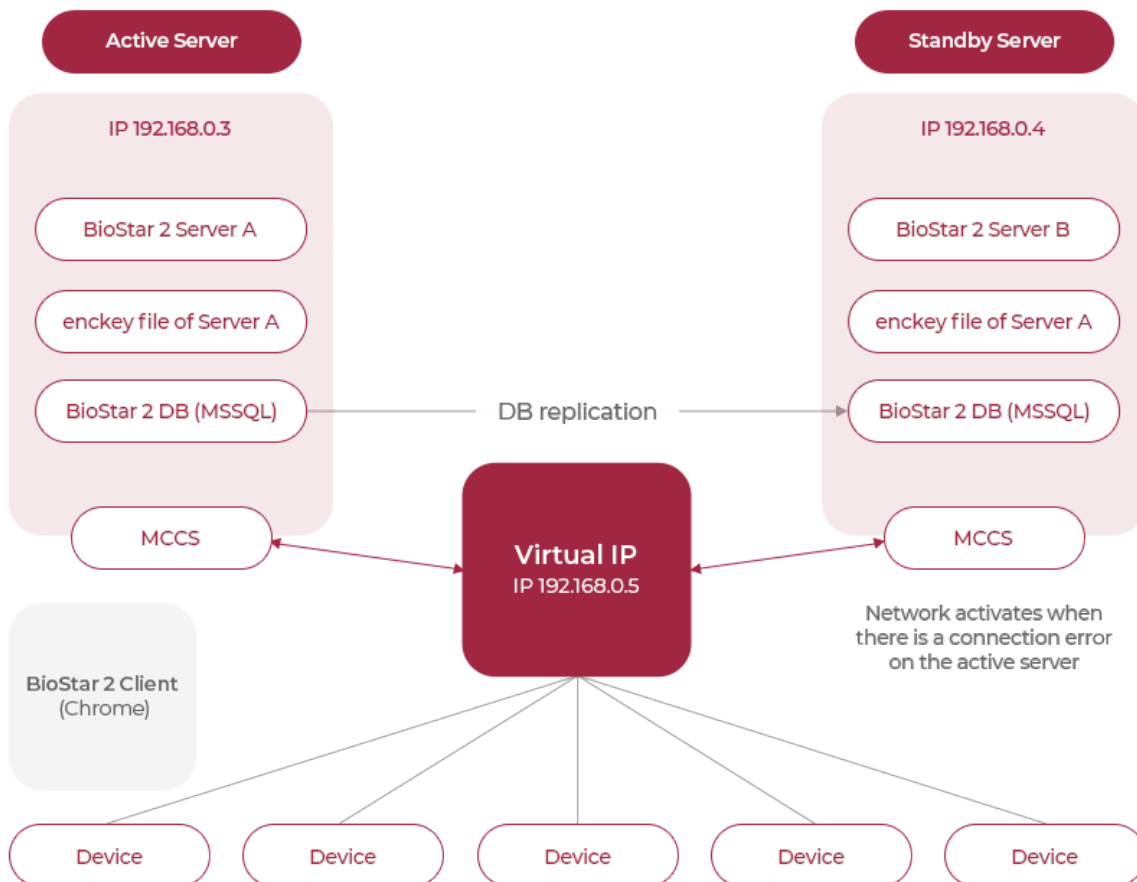 Active Server
Standby Server
IP 192.168.0.3
IP 192.168.0.4
BioStar 2 Server A
BioStar 2 Server B
enckey file of Server A
enckey file of Server A
BioStar 2 DB (MSSQL)
DB replication
BioStar 2 DB (MSSQL)
MCCS
Virtual IP
IP 192.168.0.5
MCCS
Network activates when
there is a connection error
on the active server
BioStar 2 Client
(Chrome)
Device
Device
Device
Device
Device